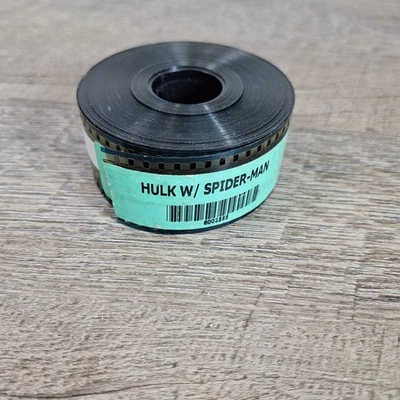 HULK W/ SPIDER-MAN